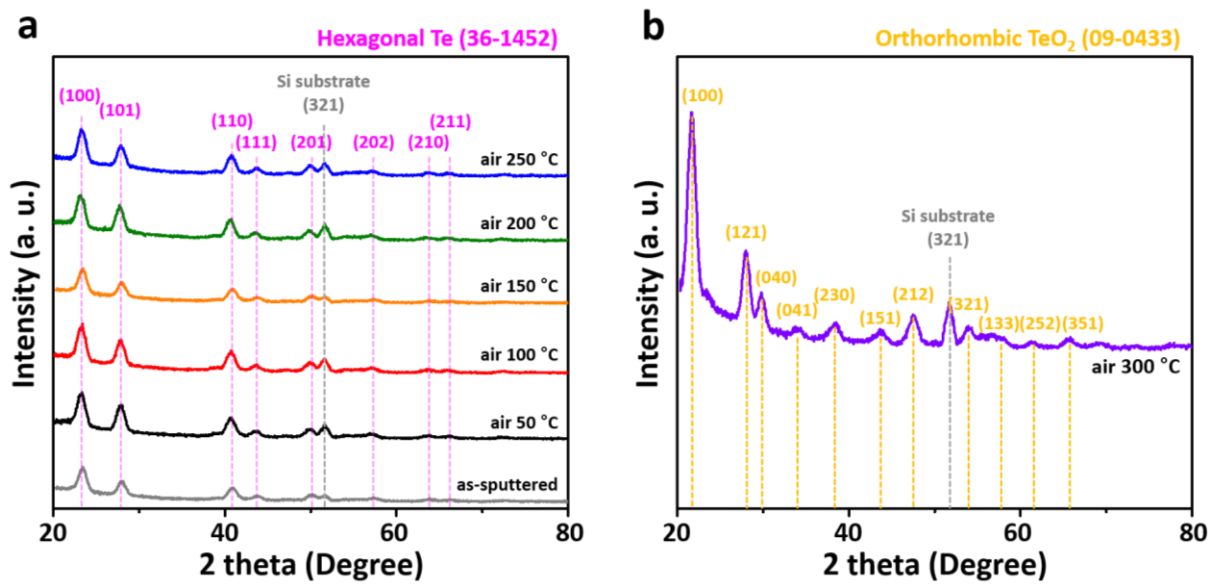 a
Hexagonal Te (36-1452)
Si substrate
(321)
(100)
(101)
(110)
(111)
(201)
(202)
(210)
(211)
air 250 °C
air 200 °C
air 150 °C
air 100 °C
air 50 °C
as-sputtered
Intensity (a. u.)
20
40
60
80
2 theta (Degree)
b
Orthorhombic TeO₂ (09-0433)
(100)
(121)
(040)
(041)
(230)
(151)
(212)
Si substrate
(321)
(321)
(133)
(252)
(351)
air 300 °C
Intensity (a. u.)
20
40
60
80
2 theta (Degree)